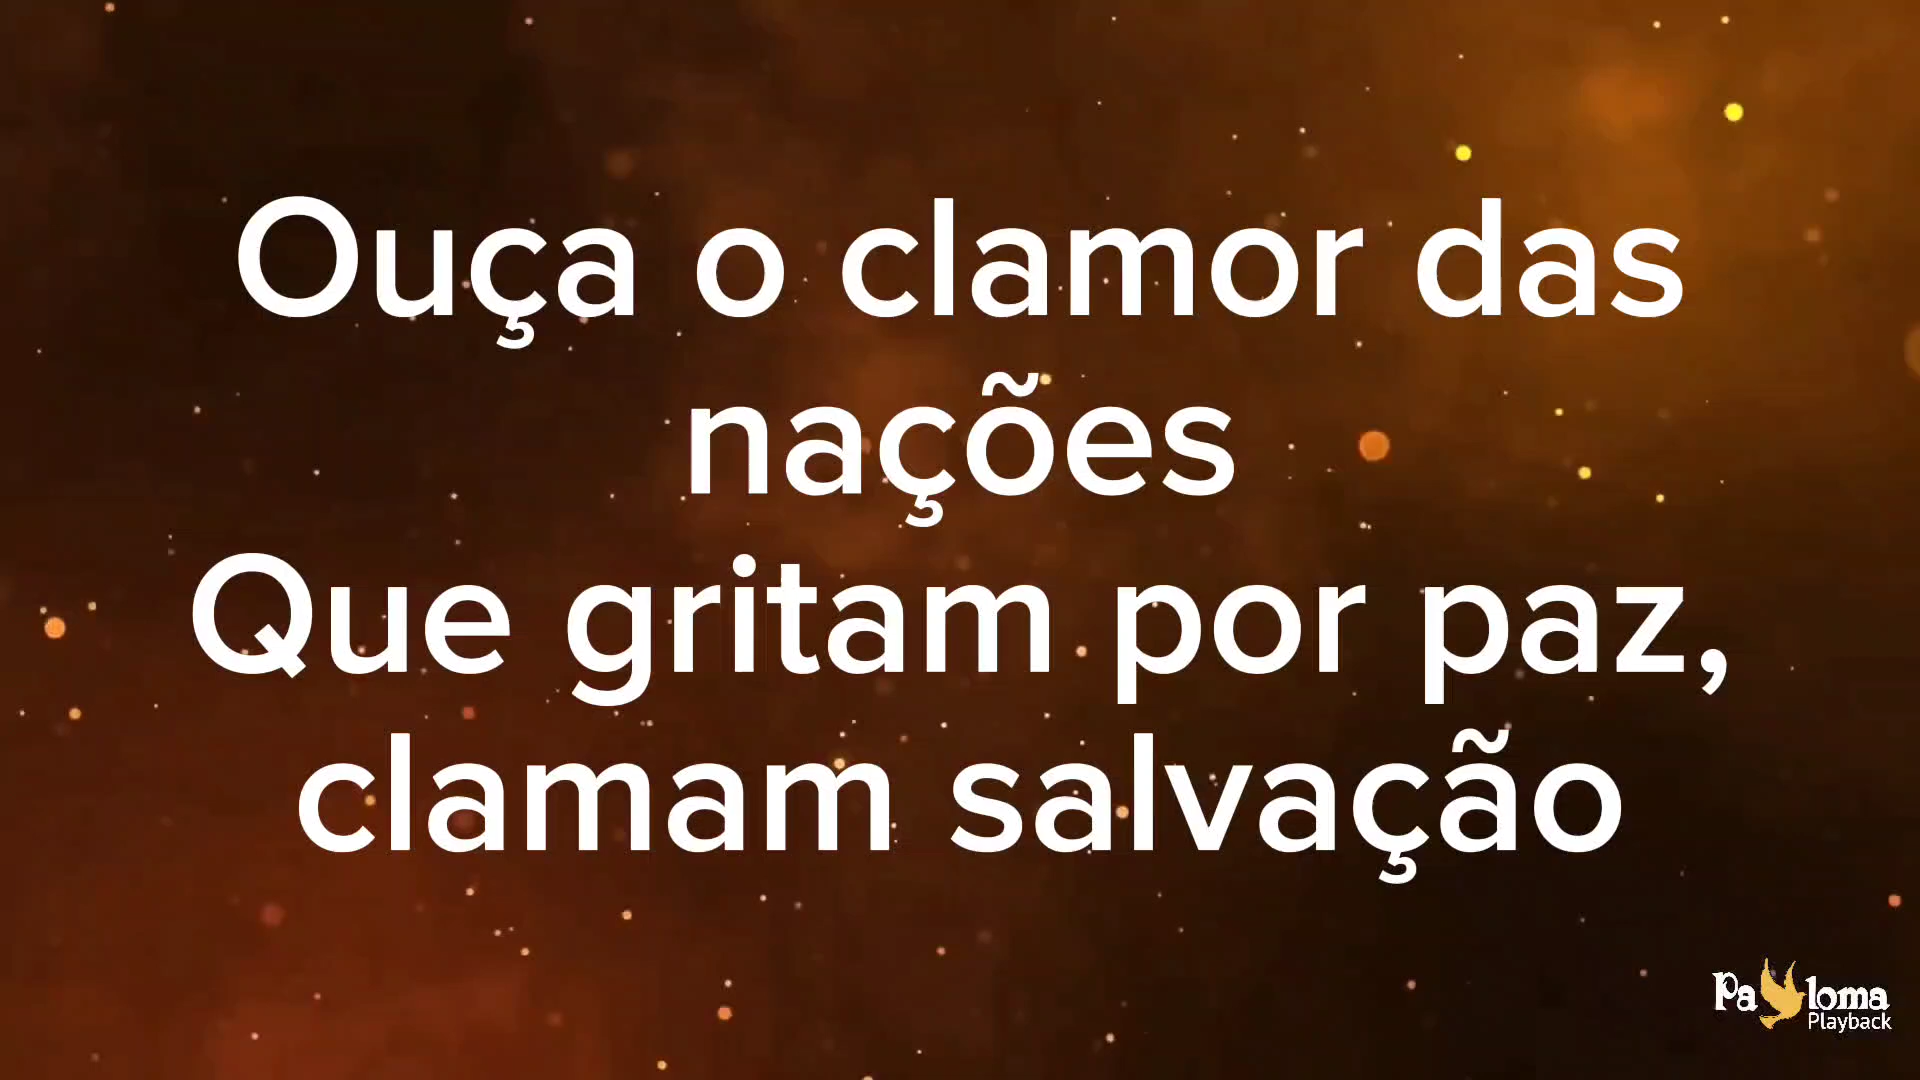 Ouça o clamor das
nações
Que gritam por paz,
clamam salvação
Paloma
Playback